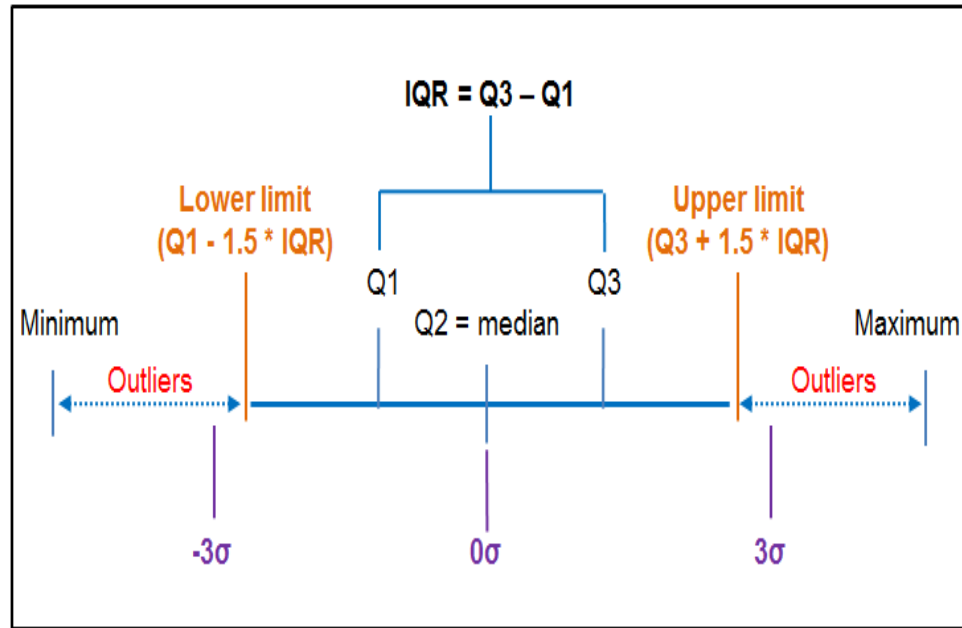 IQR = Q3 – Q1
Lower limit
(Q1 - 1.5 * IQR)
Upper limit
(Q3 + 1.5 * IQR)
Q1
Q3
Minimum
Q2 = median
Maximum
Outliers
Outliers
-3σ
0σ
3σ